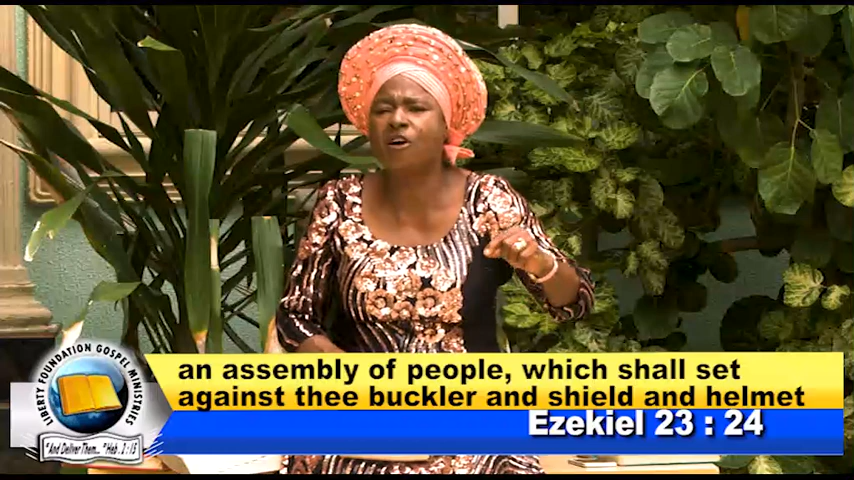 an assembly of people, which shall set
against thee buckler and shield and helmet
Ezekiel 23 : 24
LIBERTY FOUNDATION GOSPEL MINISTRIES
"And Deliver Them... "Heb. 2 : 15